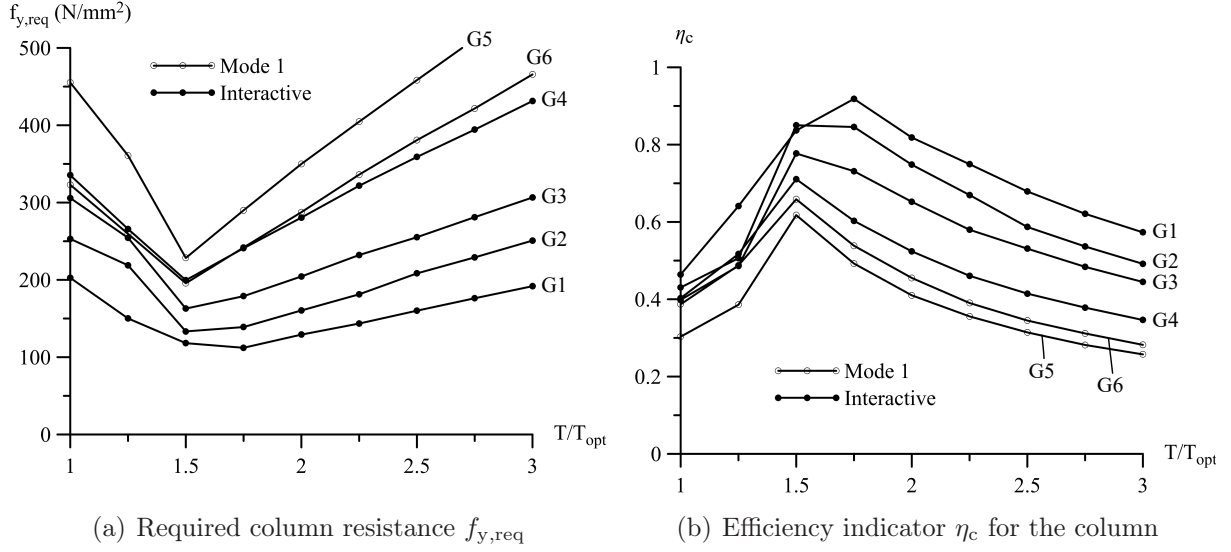 f_y,req (N/mm²)
500
400
300
200
100
0
1
1.5
2
2.5
3
T/T_opt
Mode 1
Interactive
G5
G6
G4
G3
G2
G1
(a) Required column resistance f_y,req
η_c
1
0.8
0.6
0.4
0.2
0
1
1.5
2
2.5
3
T/T_opt
G1
G2
G3
G4
G5
G6
Mode 1
Interactive
(b) Efficiency indicator η_c for the column